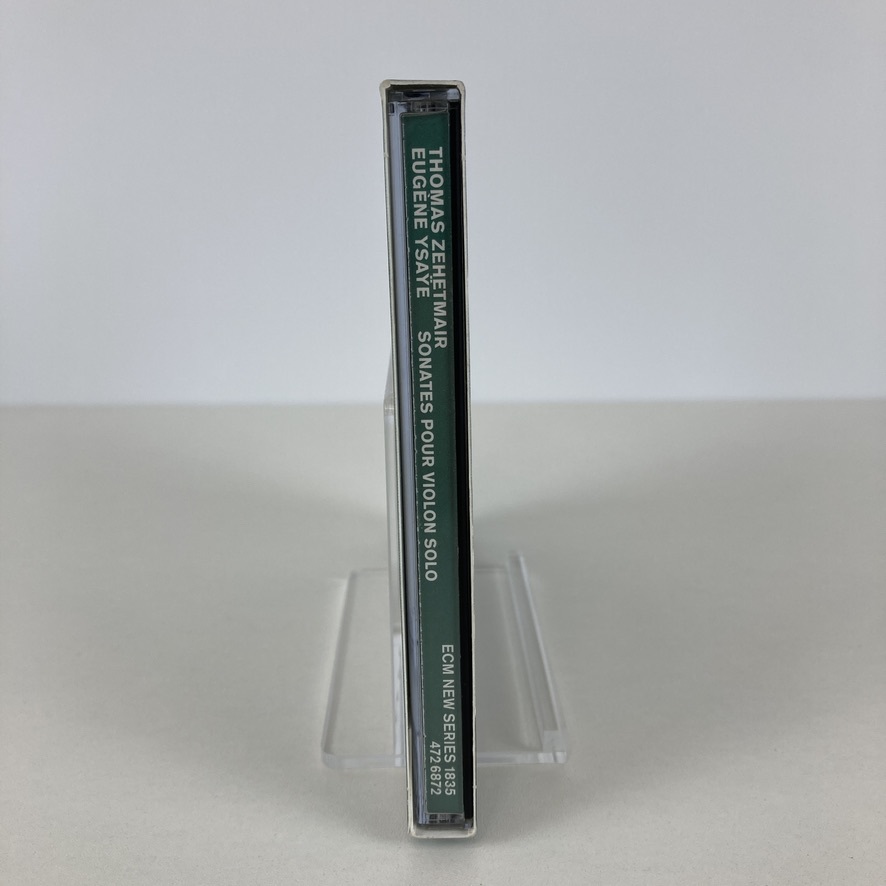 THOMAS ZEHETMAIR
EUGÈNE YSAŸE SONATES POUR VIOLON SOLO
ECM NEW SERIES 1835
472 6872